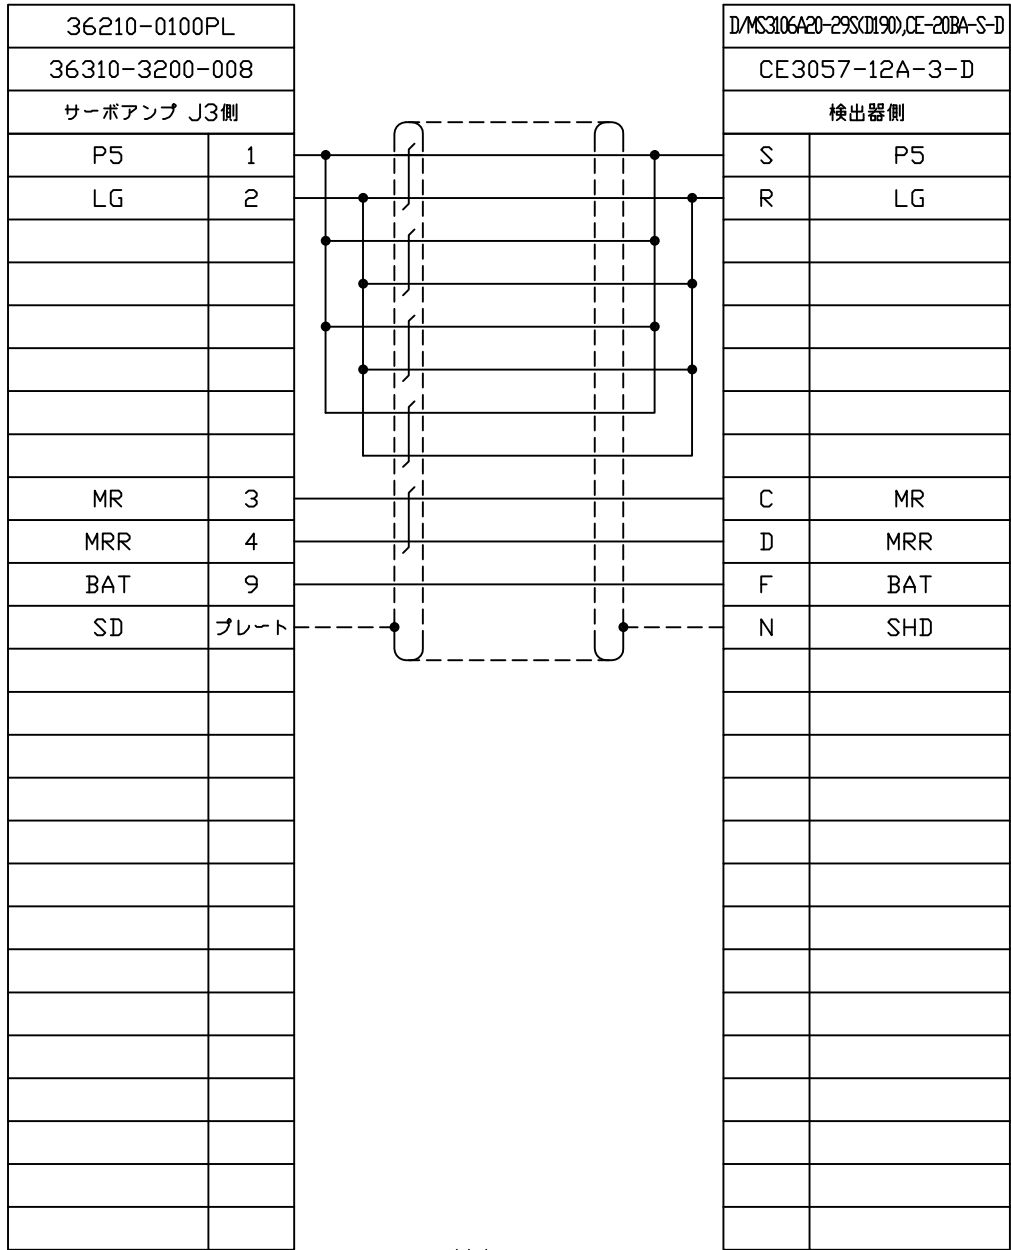 36210-0100PL D/MS3106A20-29S(D190),CE-20BA-S-D
36310-3200-008 CE3057-12A-3-D
サーボアンプ J3側 検出器側
P5 1 S P5
LG 2 R LG
MR 3 C MR
MRR 4 D MRR
BAT 9 F BAT
SD プレート N SHD